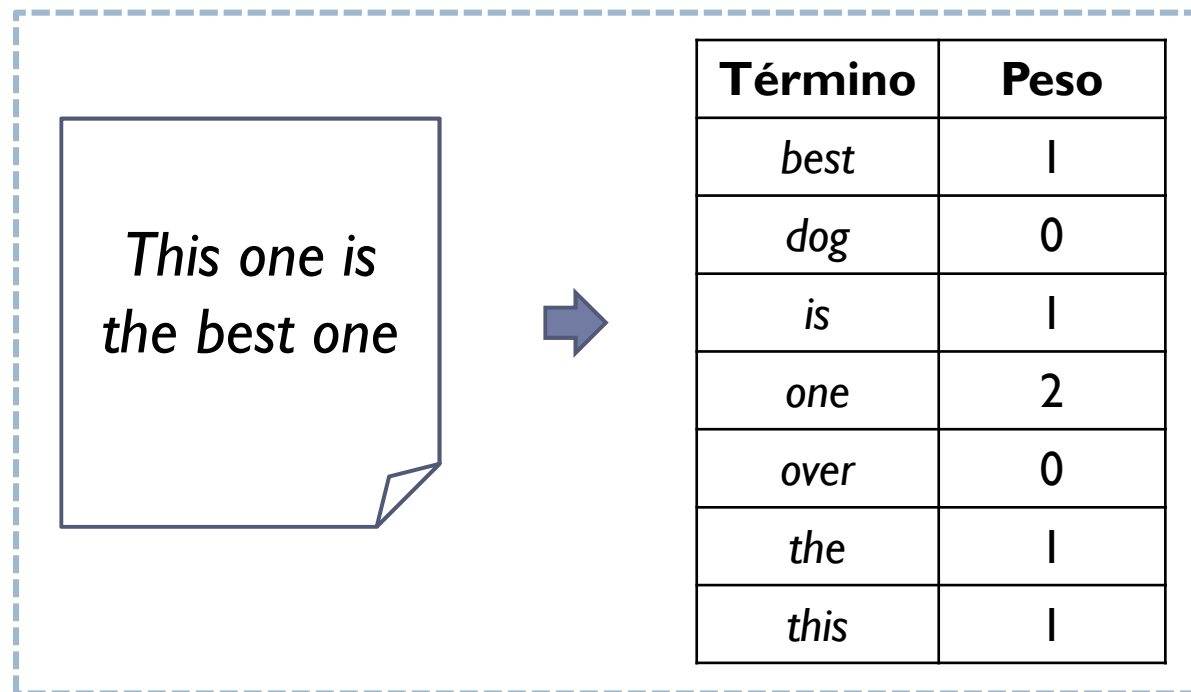 This one is
the best one
Término Peso
best 1
dog 0
is 1
one 2
over 0
the 1
this 1